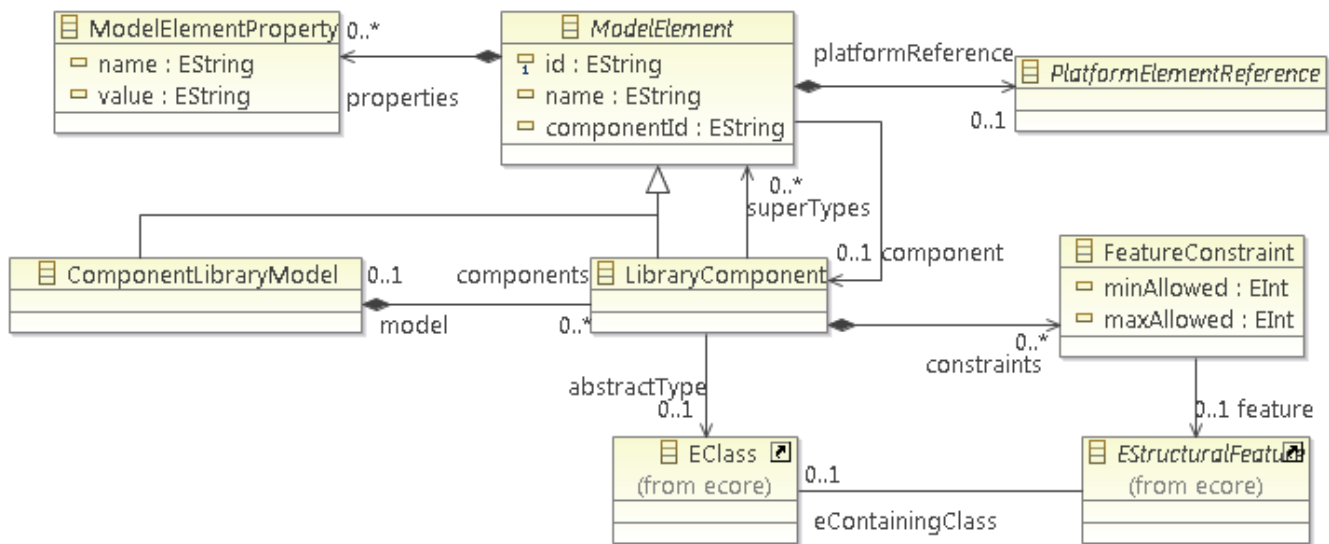 ModelElementProperty
name : EString
value : EString
0..*
properties
ModelElement
id : EString
name : EString
componentId : EString
platformReference
0..1
PlatformElementReference
0..*
superTypes
0..1 component
ComponentLibraryModel
0..1
model
components
0..*
LibraryComponent
FeatureConstraint
minAllowed : EInt
maxAllowed : EInt
0..*
constraints
abstractType
0..1
0..1 feature
EClass
(from ecore)
0..1
eContainingClass
EStructuralFeature
(from ecore)